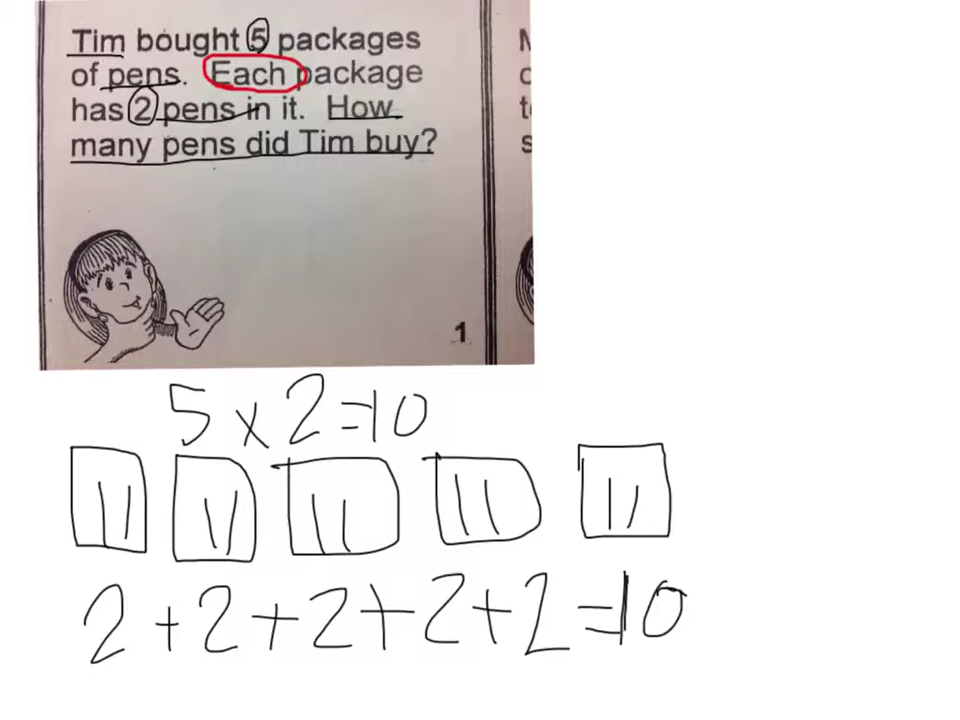 Tim bought 5 packages
of pens. Each package
has 2 pens in it. How
many pens did Tim buy?
1
5 x 2 = 10
2 + 2 + 2 + 2 + 2 = 10